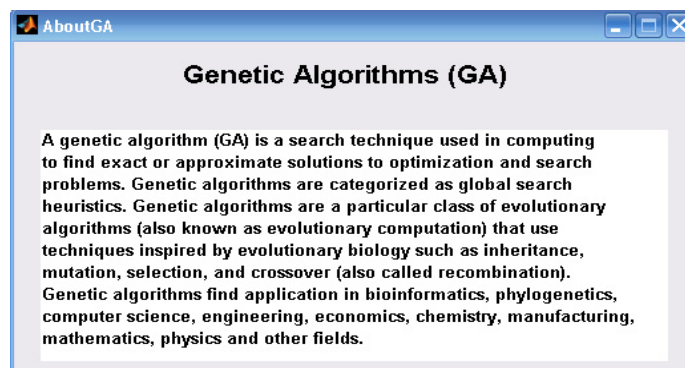 AboutGA
Genetic Algorithms (GA)
A genetic algorithm (GA) is a search technique used in computing
to find exact or approximate solutions to optimization and search
problems. Genetic algorithms are categorized as global search
heuristics. Genetic algorithms are a particular class of evolutionary
algorithms (also known as evolutionary computation) that use
techniques inspired by evolutionary biology such as inheritance,
mutation, selection, and crossover (also called recombination).
Genetic algorithms find application in bioinformatics, phylogenetics,
computer science, engineering, economics, chemistry, manufacturing,
mathematics, physics and other fields.